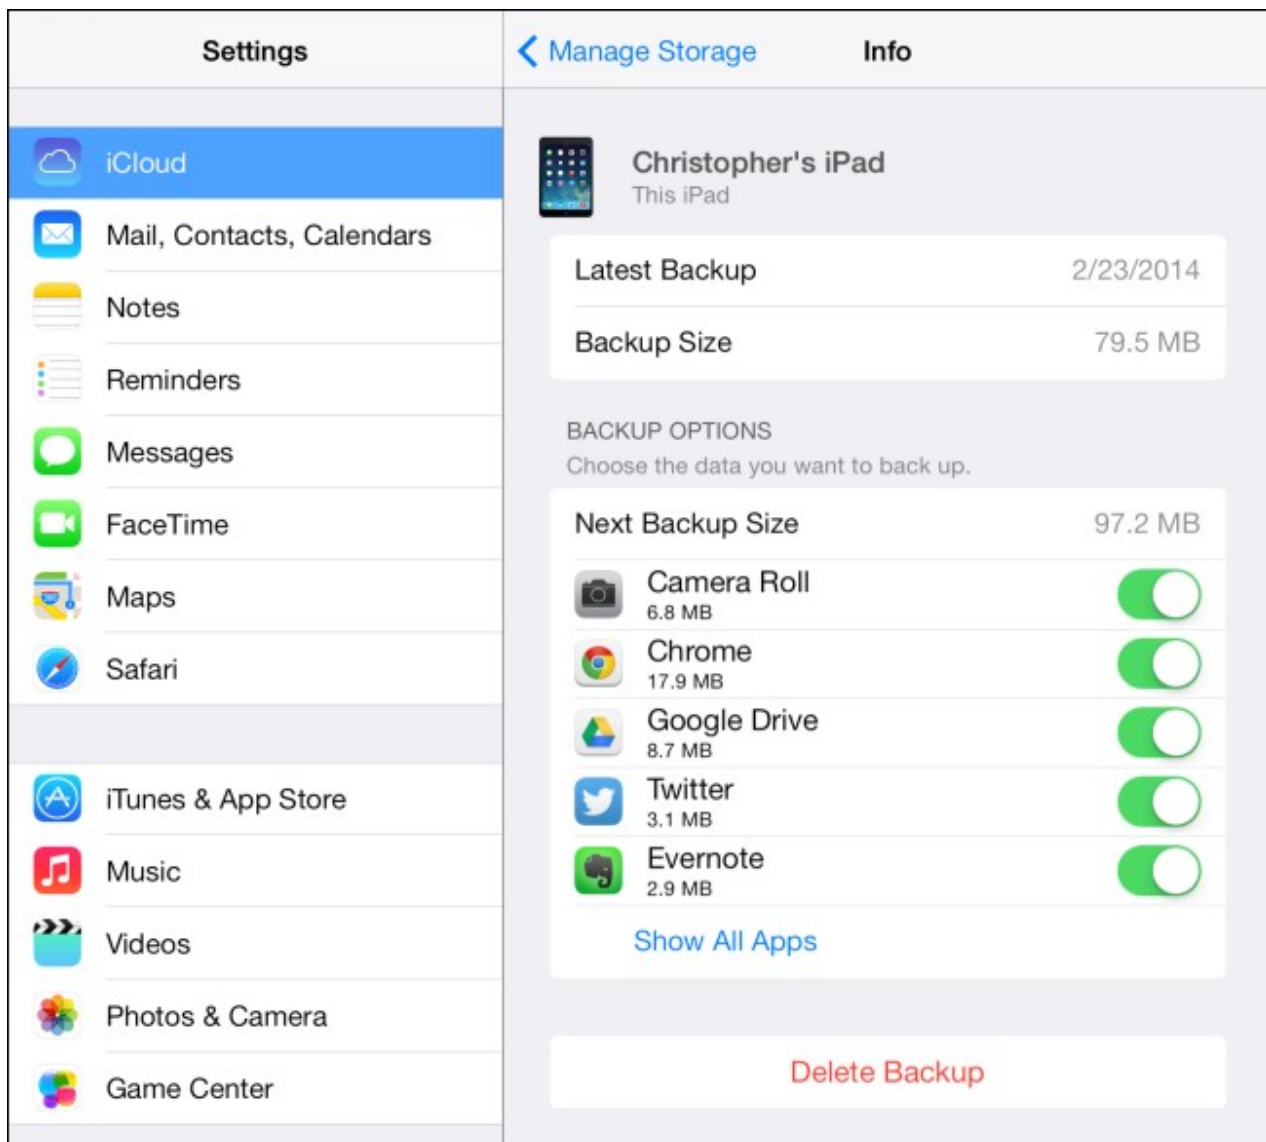 Settings
iCloud
Mail, Contacts, Calendars
Notes
Reminders
Messages
FaceTime
Maps
Safari
iTunes & App Store
Music
Videos
Photos & Camera
Game Center
Manage Storage
Info
Christopher's iPad
This iPad
Latest Backup 2/23/2014
Backup Size 79.5 MB
BACKUP OPTIONS
Choose the data you want to back up.
Next Backup Size 97.2 MB
Camera Roll
6.8 MB
Chrome
17.9 MB
Google Drive
8.7 MB
Twitter
3.1 MB
Evernote
2.9 MB
Show All Apps
Delete Backup